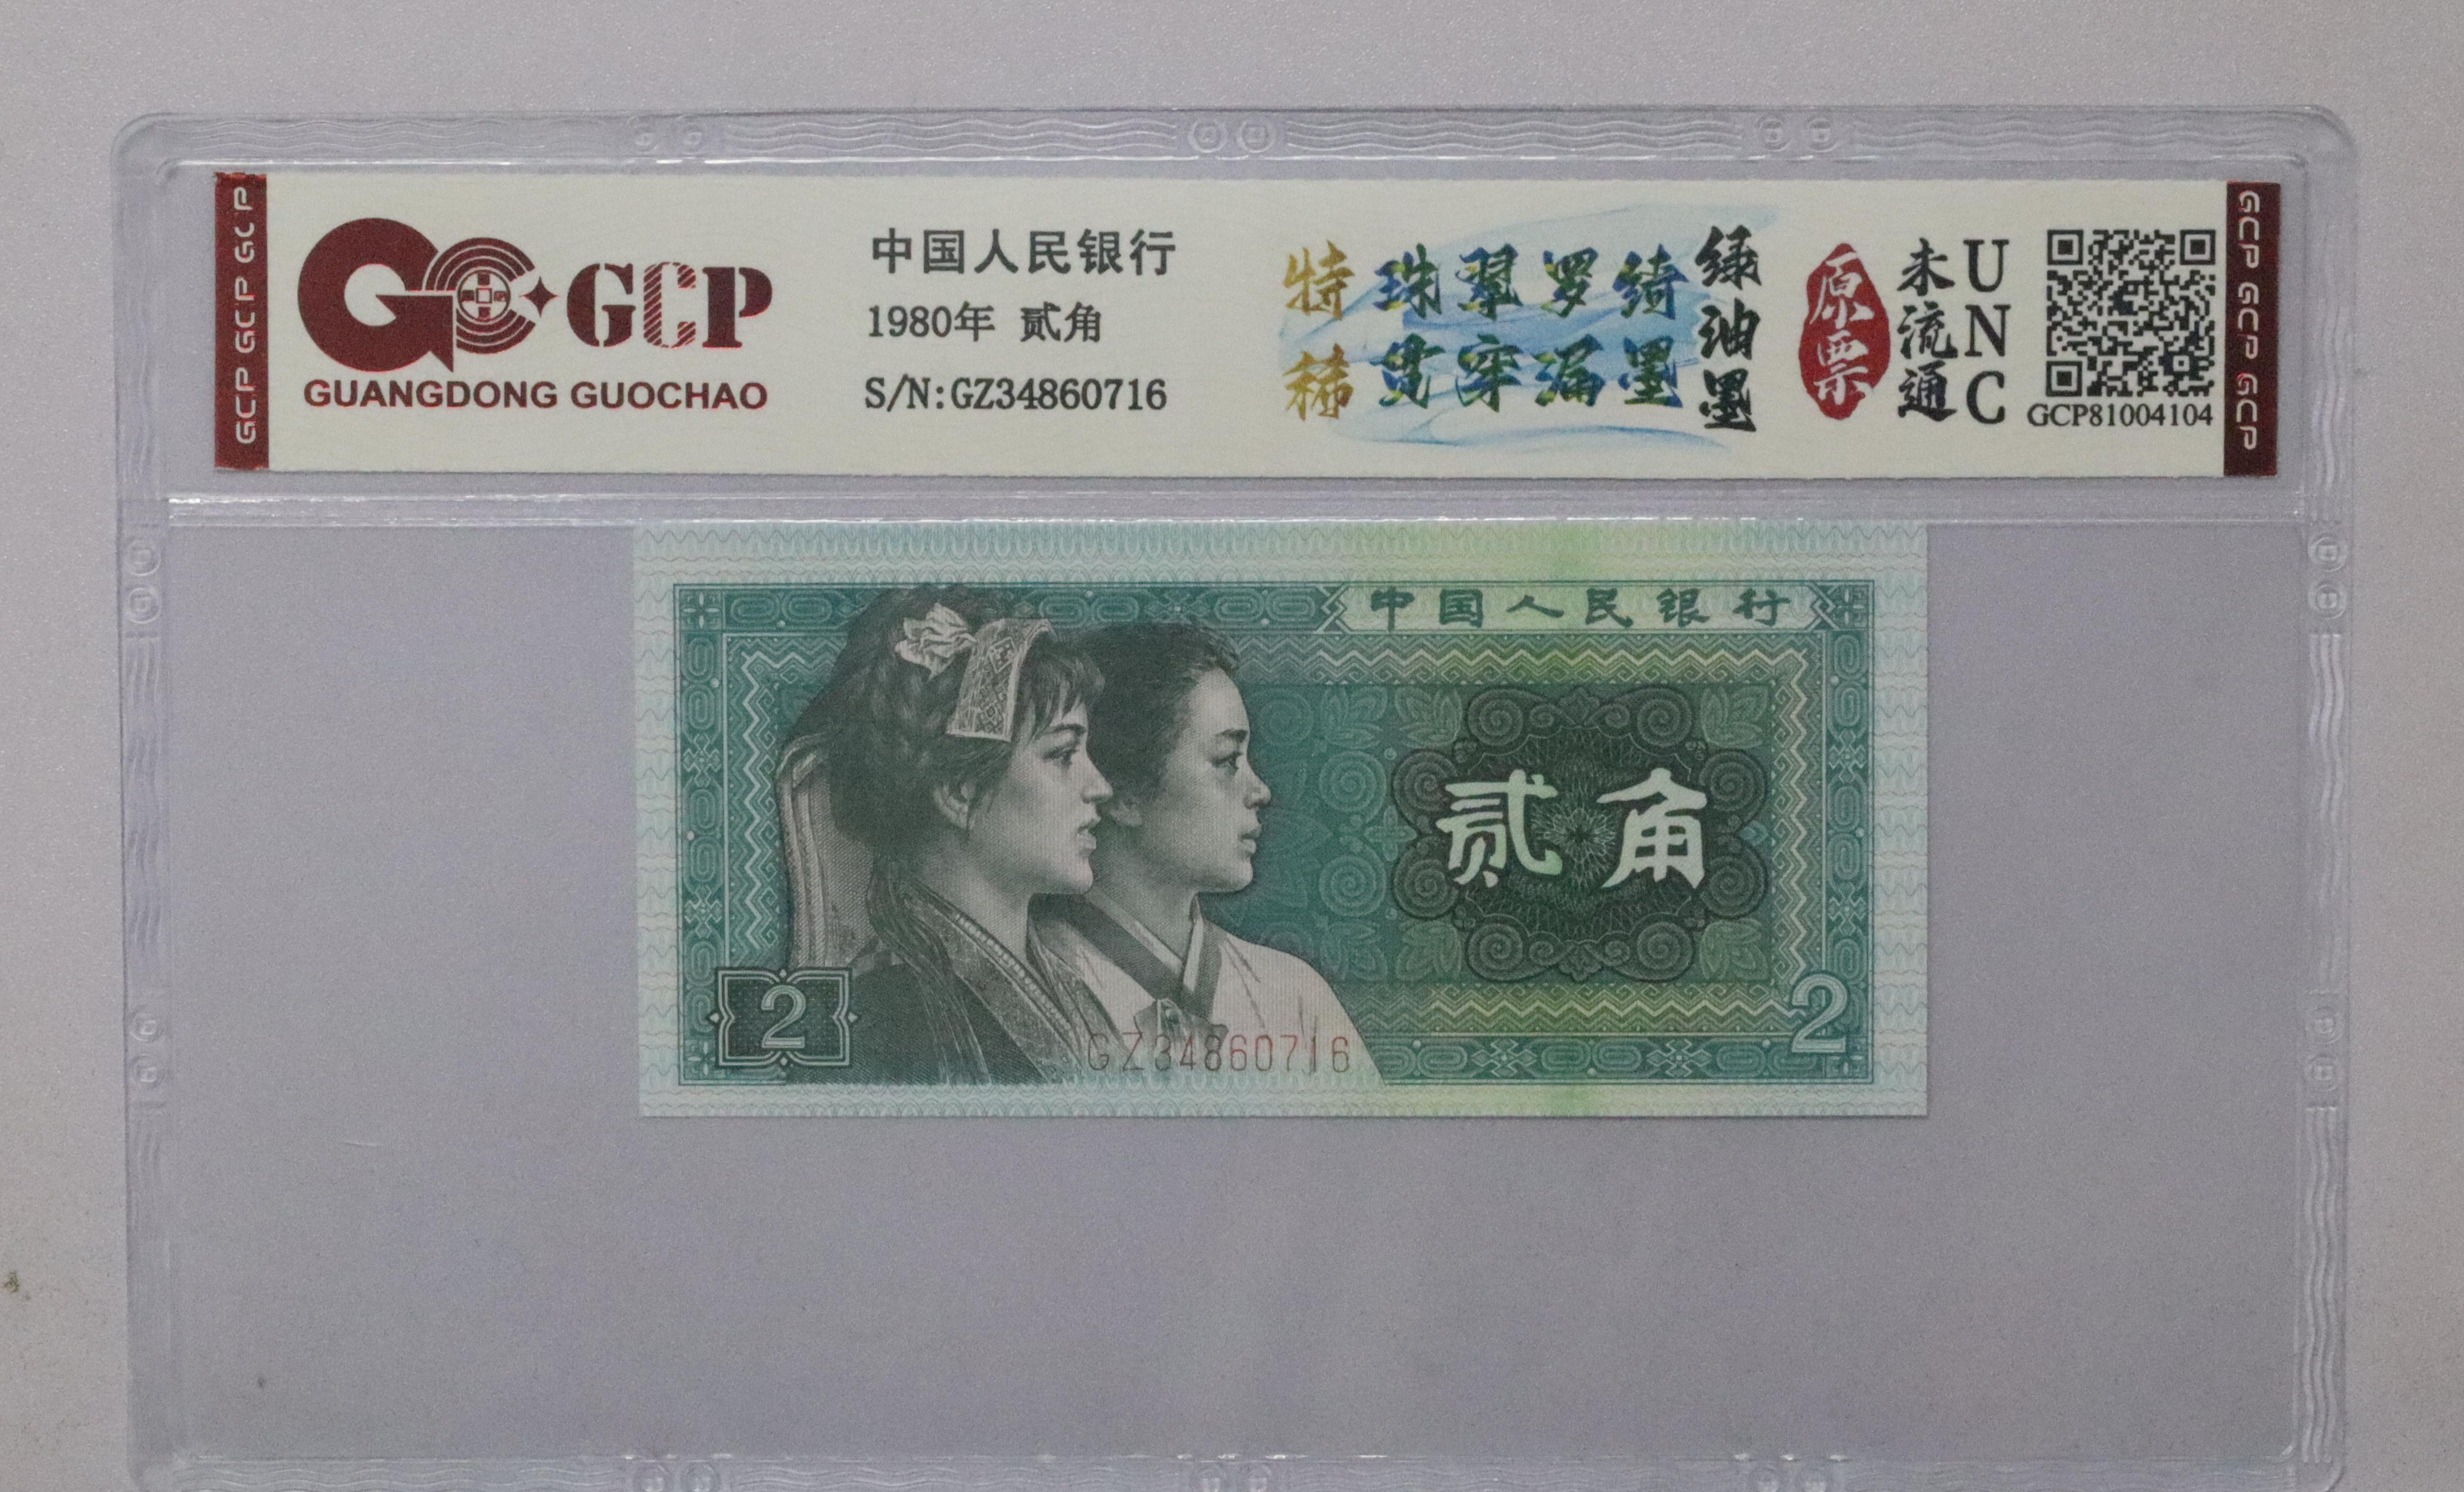 GCP GCP GCP
GCP
GUANGDONG GUOCHAO
中国人民银行
1980年 贰角
S/N:GZ34860716
特稀
珠翠罗绮
贯穿漏墨
绿油墨
原票
未流通
UNC
GCP81004104
GCP GCP GCP
中国人民银行
贰角
2
2
GZ34860716